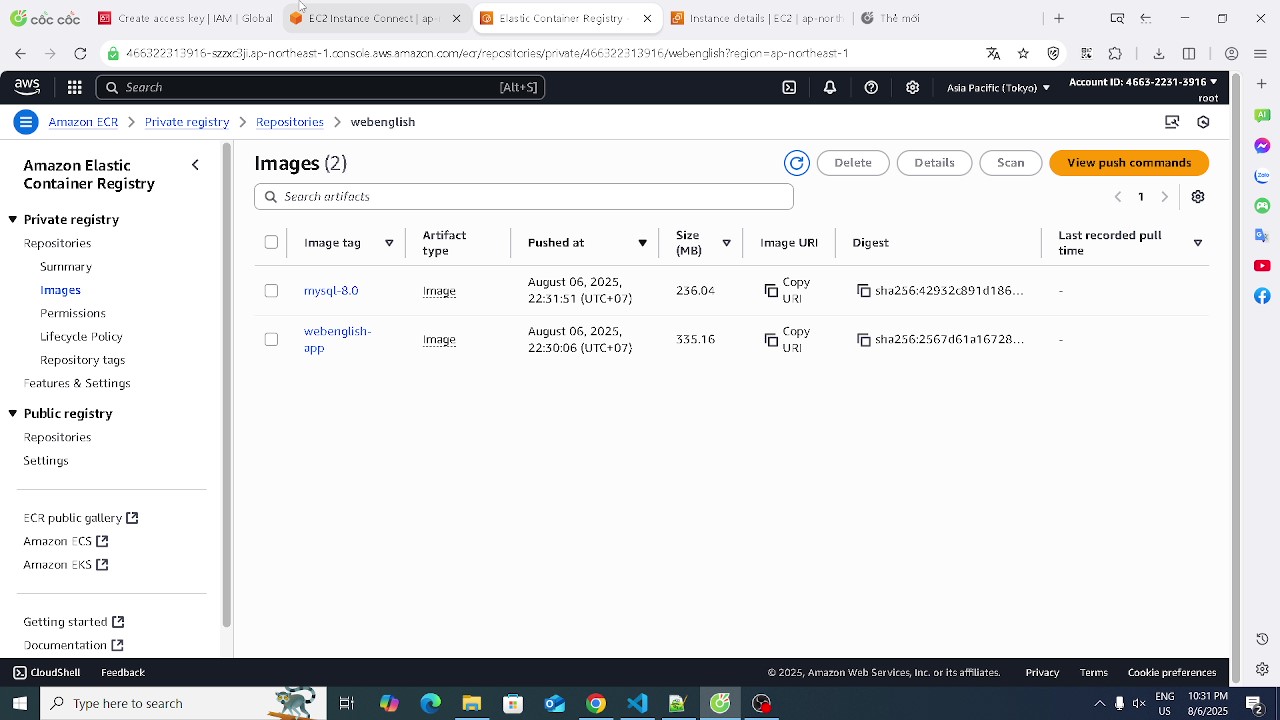 cốc cốc
Create access key | IAM | Global
EC2 Instance Connect | ap-
Elastic Container Registry -
Instance details | EC2 | ap-north
Thẻ mới
466322313916-szzxd3ji.ap-northeast-1.console.aws.amazon.com/ecr/repositories/private/466322313916/webenglish?region=ap-northeast-1
aws
Search
[Alt+S]
Asia Pacific (Tokyo)
Account ID: 4663-2231-3916
root
Amazon ECR > Private registry > Repositories > webenglish
Amazon Elastic
Container Registry
Private registry
Repositories
Summary
Images
Permissions
Lifecycle Policy
Repository tags
Features & Settings
Public registry
Repositories
Settings
ECR public gallery
Amazon ECS
Amazon EKS
Getting started
Documentation
Images (2)
Delete
Details
Scan
View push commands
Search artifacts
1
Image tag
Artifact
type
Pushed at
Size
(MB)
Image URI
Digest
Last recorded pull
time
mysql-8.0
Image
August 06, 2025,
22:31:51 (UTC+07)
236.04
Copy
URI
sha256:42932c891d186...
-
webenglish-
app
Image
August 06, 2025,
22:30:06 (UTC+07)
335.16
Copy
URI
sha256:2567d61a16728...
-
CloudShell
Feedback
© 2025, Amazon Web Services, Inc. or its affiliates.
Privacy
Terms
Cookie preferences
Type here to search
ENG
US
10:31 PM
8/6/2025
2